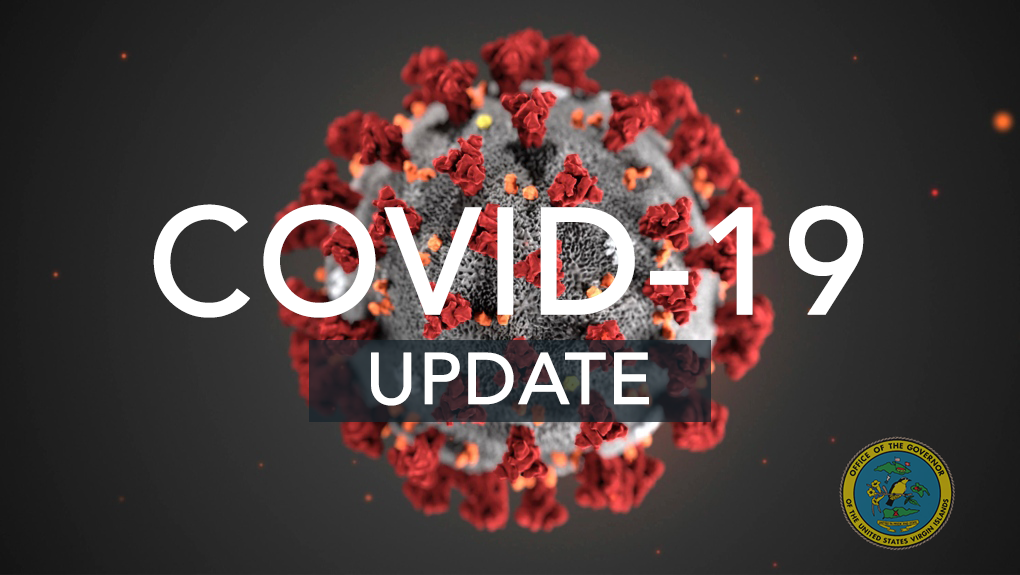 COVID-19
UPDATE
OFFICE OF THE GOVERNOR
OF THE UNITED STATES VIRGIN ISLANDS